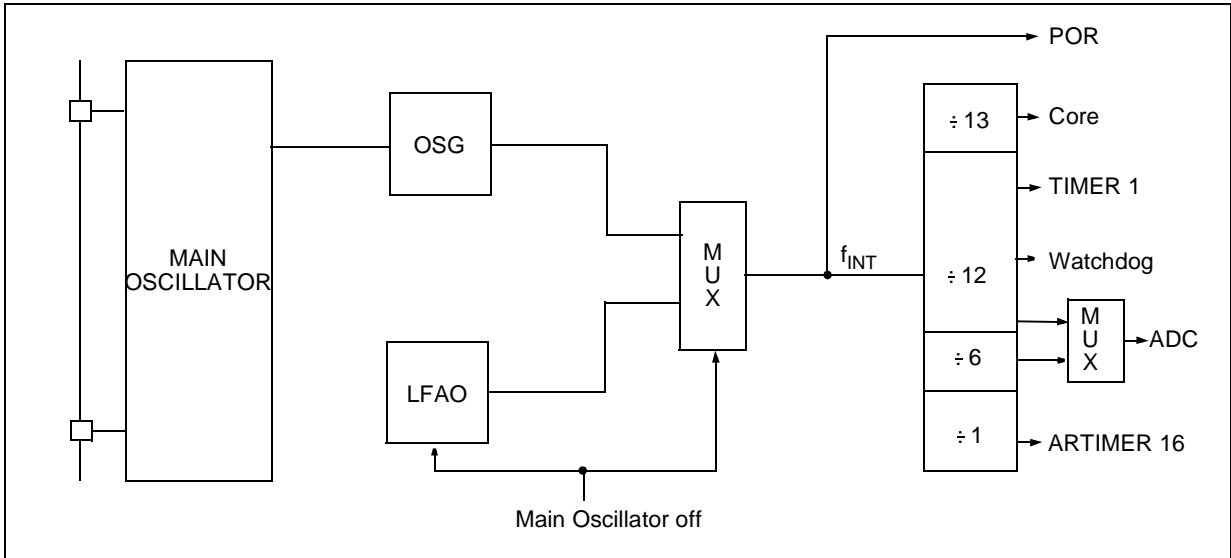 POR
÷ 13
Core
OSG
TIMER 1
MAIN
OSCILLATOR
M
U
X
fINT
Watchdog
÷ 12
M
U
X
ADC
÷ 6
LFAO
÷ 1
ARTIMER 16
Main Oscillator off